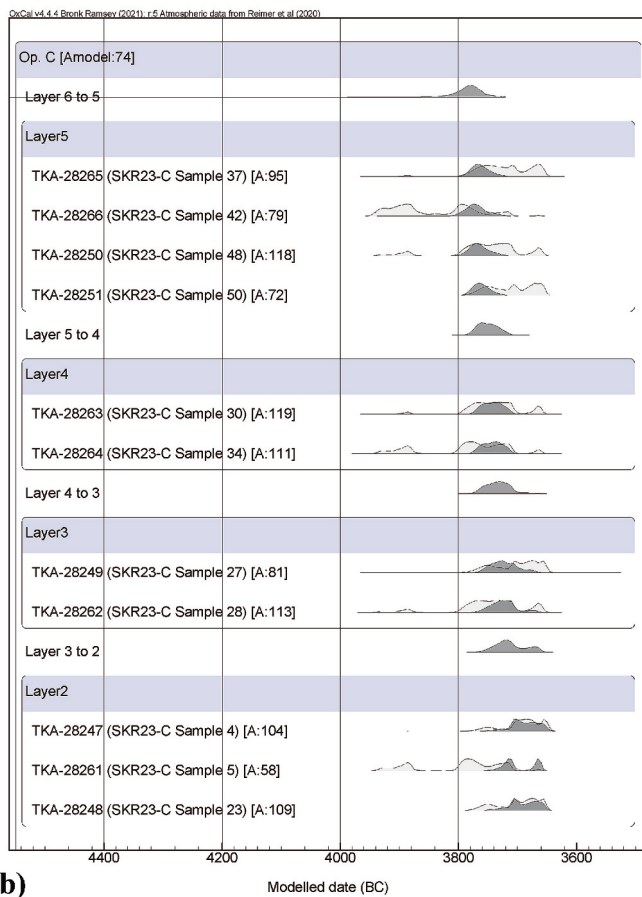 OxCal v4.4.4 Bronk Ramsey (2021); r:5 Atmospheric data from Reimer et al (2020)
Op. C [Amodel:74]
Layer 6 to 5
Layer5
TKA-28265 (SKR23-C Sample 37) [A:95]
TKA-28266 (SKR23-C Sample 42) [A:79]
TKA-28250 (SKR23-C Sample 48) [A:118]
TKA-28251 (SKR23-C Sample 50) [A:72]
Layer 5 to 4
Layer4
TKA-28263 (SKR23-C Sample 30) [A:119]
TKA-28264 (SKR23-C Sample 34) [A:111]
Layer 4 to 3
Layer3
TKA-28249 (SKR23-C Sample 27) [A:81]
TKA-28262 (SKR23-C Sample 28) [A:113]
Layer 3 to 2
Layer2
TKA-28247 (SKR23-C Sample 4) [A:104]
TKA-28261 (SKR23-C Sample 5) [A:58]
TKA-28248 (SKR23-C Sample 23) [A:109]
4400 4200 4000 3800 3600
b) Modelled date (BC)